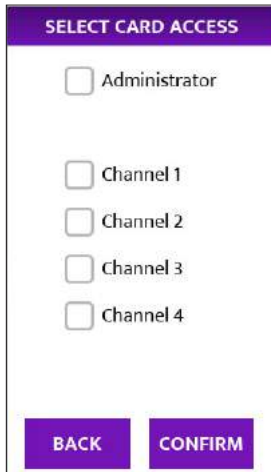 SELECT CARD ACCESS
Administrator
Channel 1
Channel 2
Channel 3
Channel 4
BACK CONFIRM